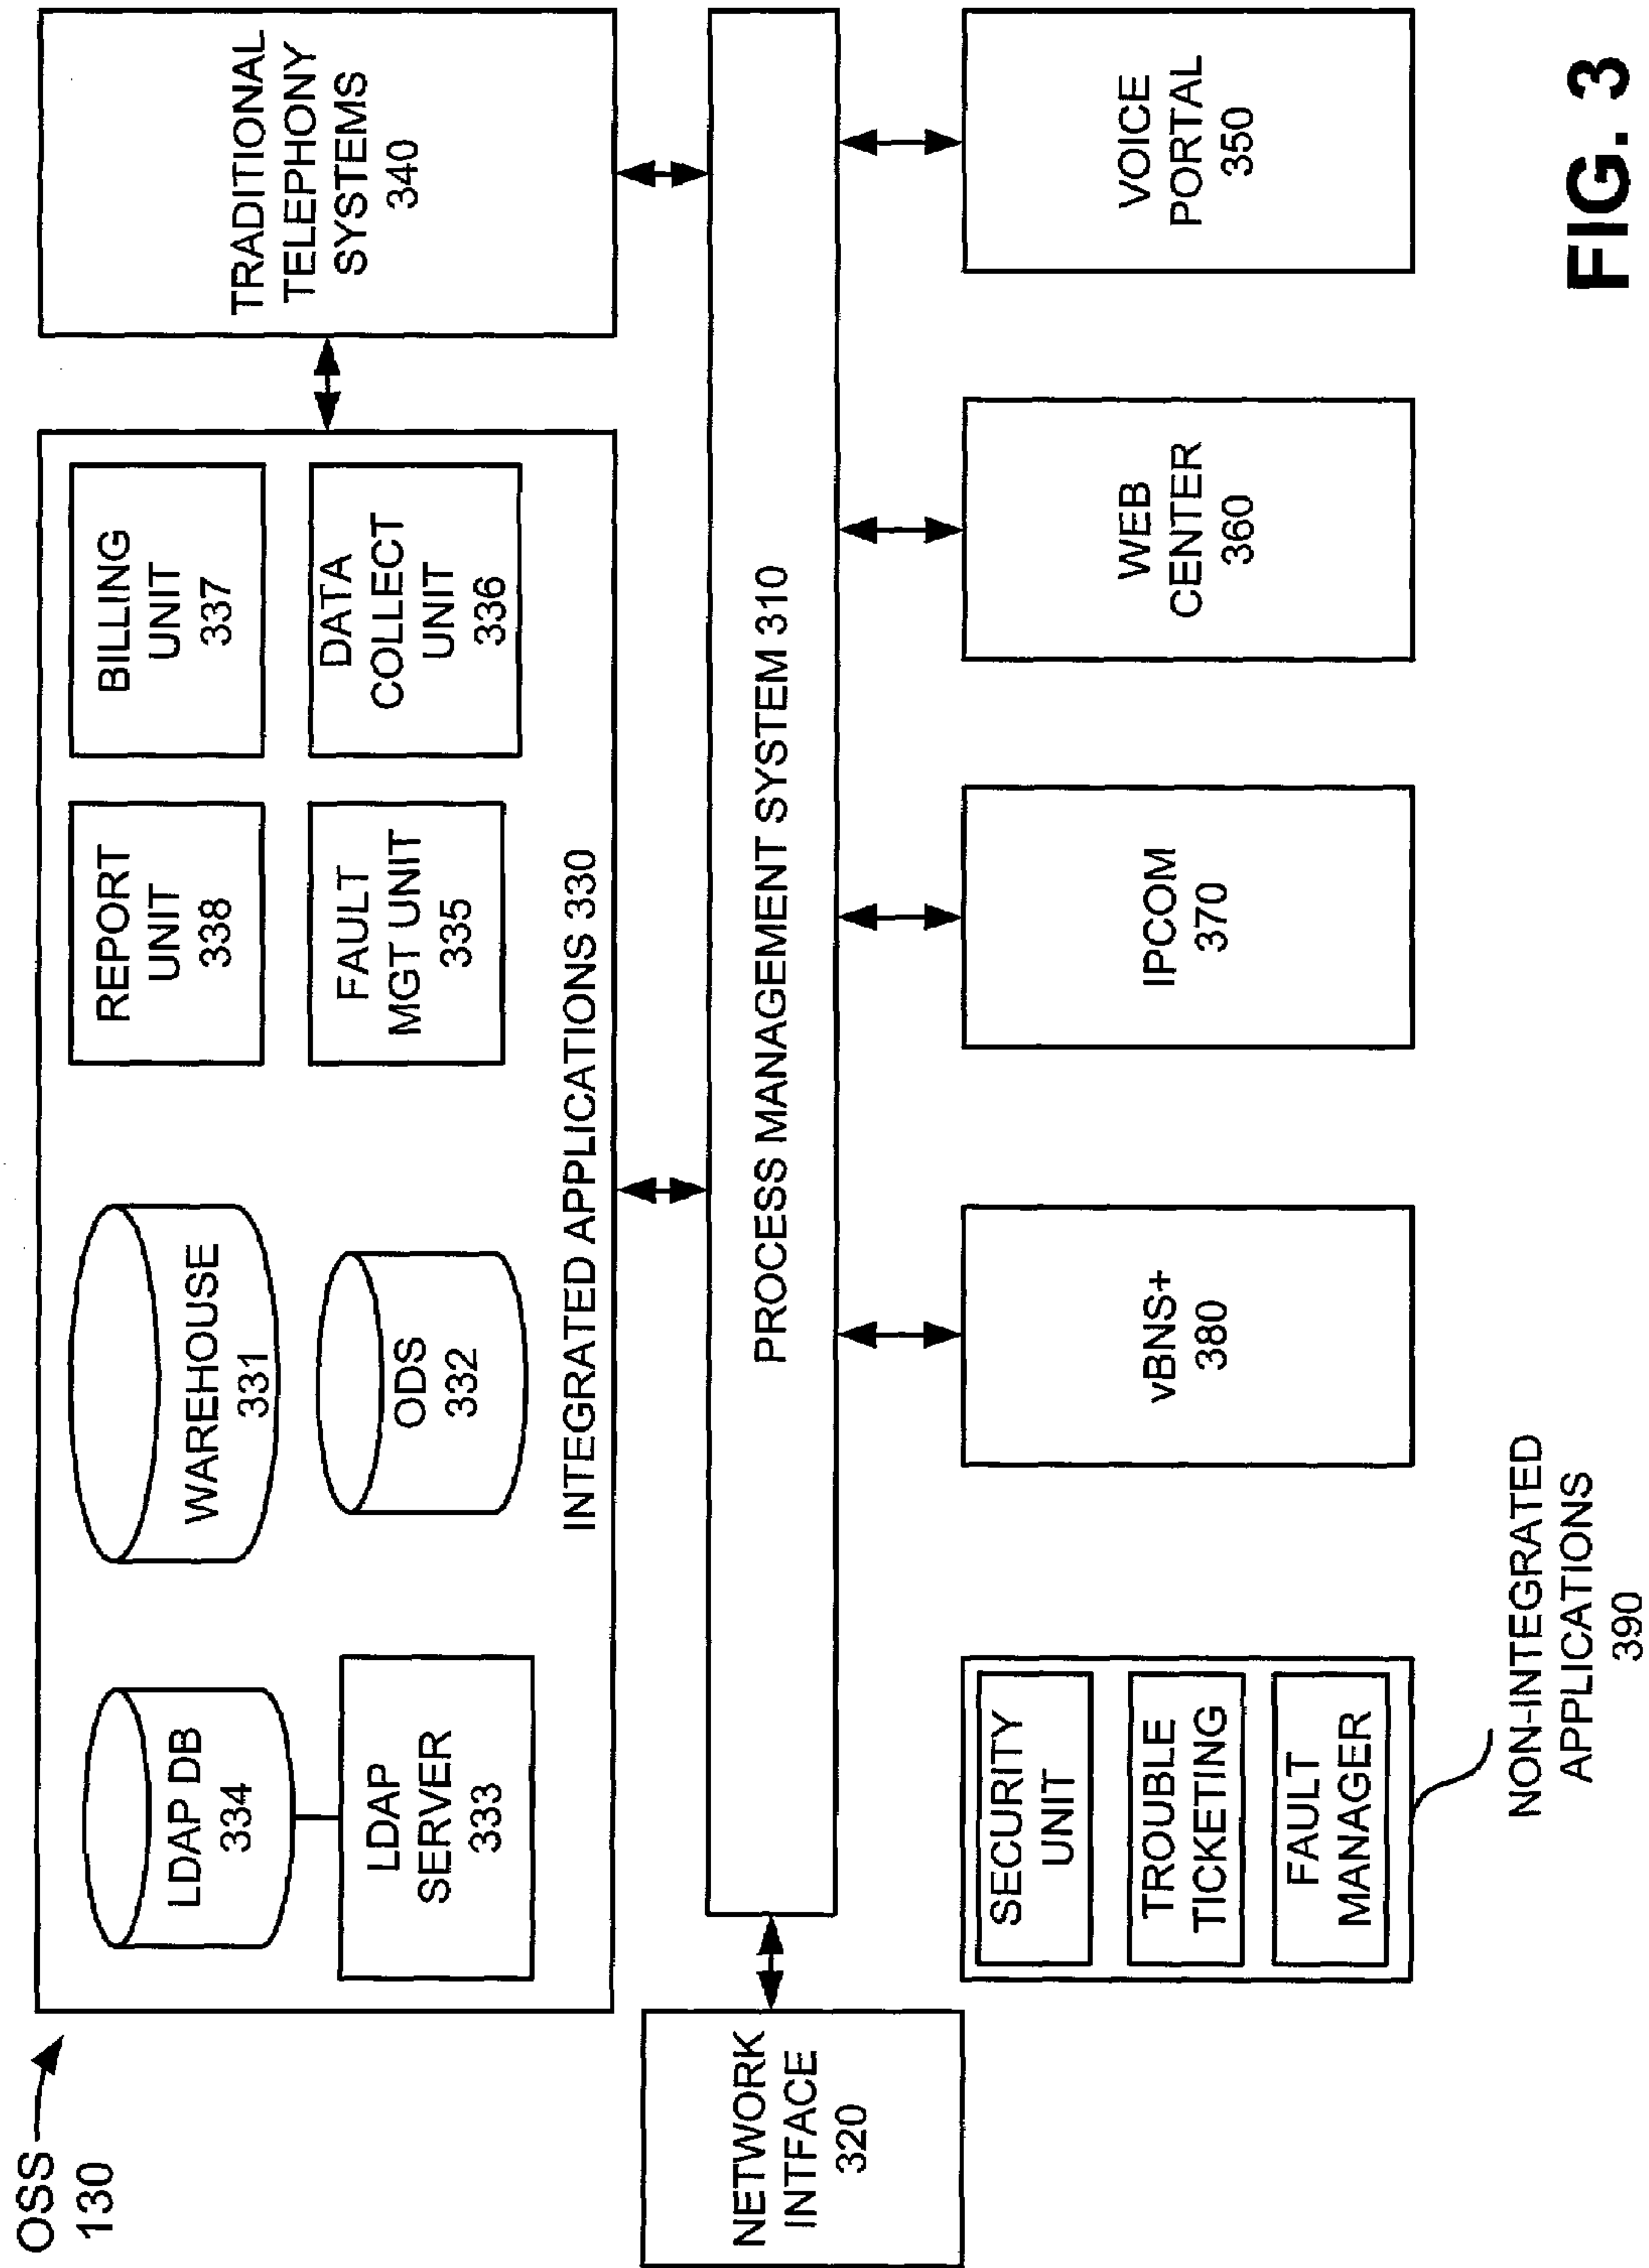 OSS
130
LDAP DB
334
LDAP
SERVER
333
WAREHOUSE
331
ODS
332
REPORT
UNIT
338
FAULT
MGT UNIT
335
BILLING
UNIT
337
DATA
COLLECT
UNIT
336
INTEGRATED APPLICATIONS 330
TRADITIONAL
TELEPHONY
SYSTEMS
340
NETWORK
INTFACE
320
PROCESS MANAGEMENT SYSTEM 310
SECURITY
UNIT
TROUBLE
TICKETING
FAULT
MANAGER
NON-INTEGRATED
APPLICATIONS
390
vBNS+
380
IPCOM
370
WEB
CENTER
360
VOICE
PORTAL
350
FIG. 3